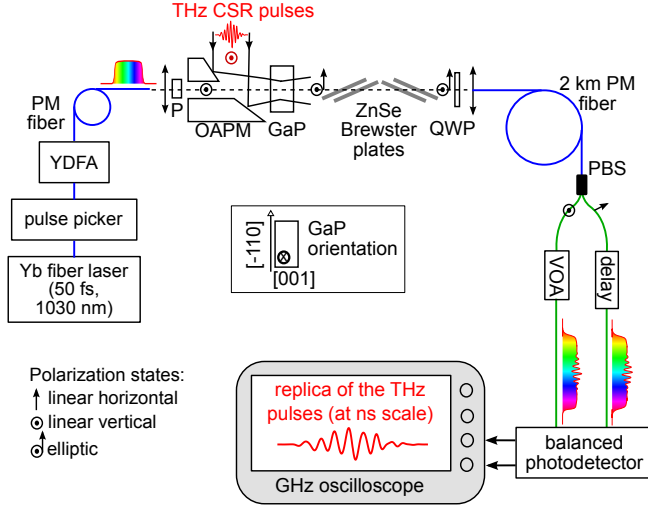 THz CSR pulses
PM
fiber
P
OAPM
GaP
ZnSe
Brewster
plates
QWP
2 km PM
fiber
PBS
YDFA
pulse picker
Yb fiber laser
(50 fs,
1030 nm)
[-110]
[001]
GaP
orientation
VOA
delay
Polarization states:
linear horizontal
linear vertical
elliptic
replica of the THz
pulses (at ns scale)
GHz oscilloscope
balanced
photodetector